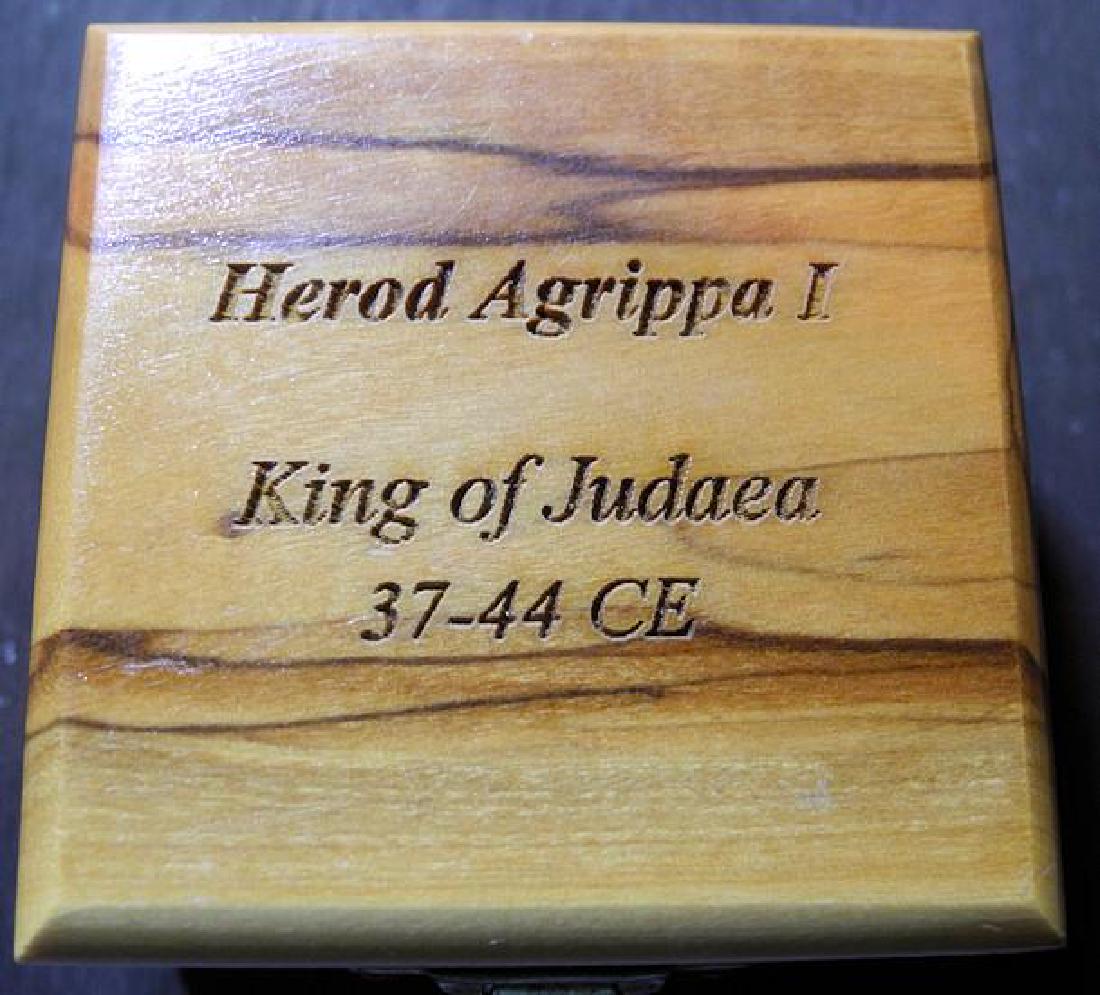 Herod Agrippa I
King of Judaea
37-44 CE